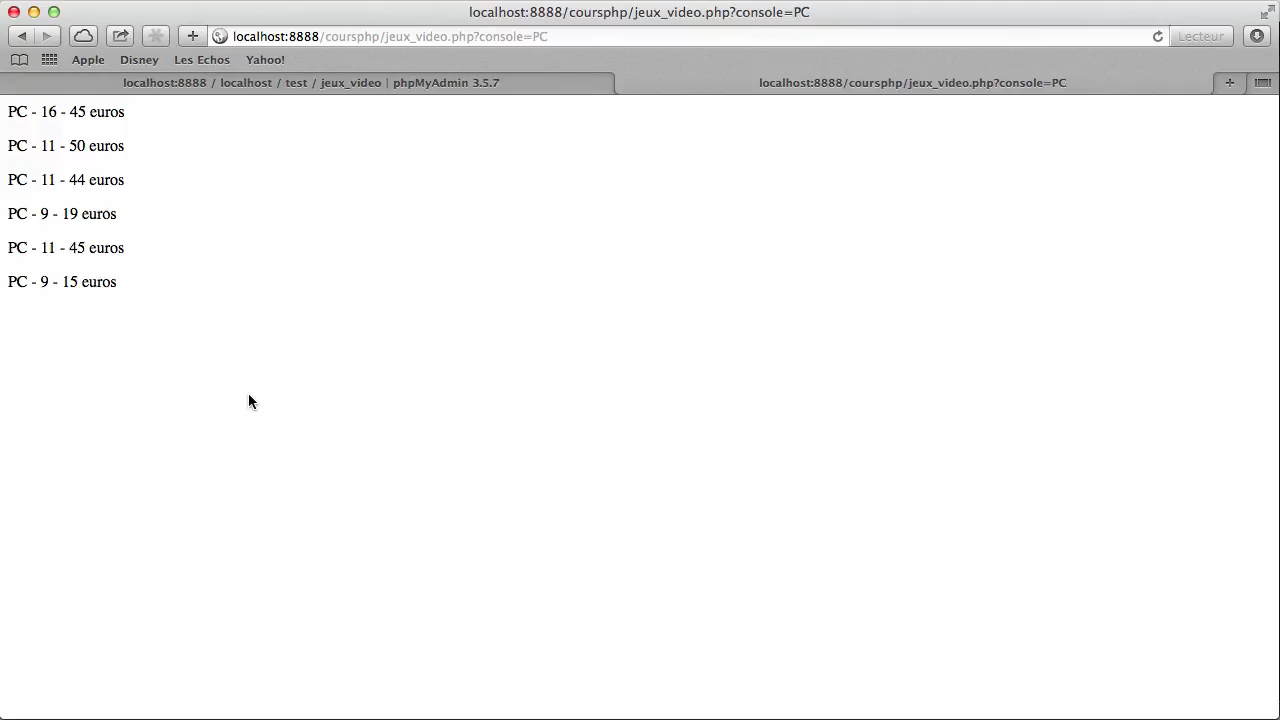 localhost:8888/coursphp/jeux_video.php?console=PC
localhost:8888/coursphp/jeux_video.php?console=PC
Lecteur
Apple
Disney
Les Echos
Yahoo!
localhost:8888 / localhost / test / jeux_video | phpMyAdmin 3.5.7
localhost:8888/coursphp/jeux_video.php?console=PC
PC - 16 - 45 euros
PC - 11 - 50 euros
PC - 11 - 44 euros
PC - 9 - 19 euros
PC - 11 - 45 euros
PC - 9 - 15 euros